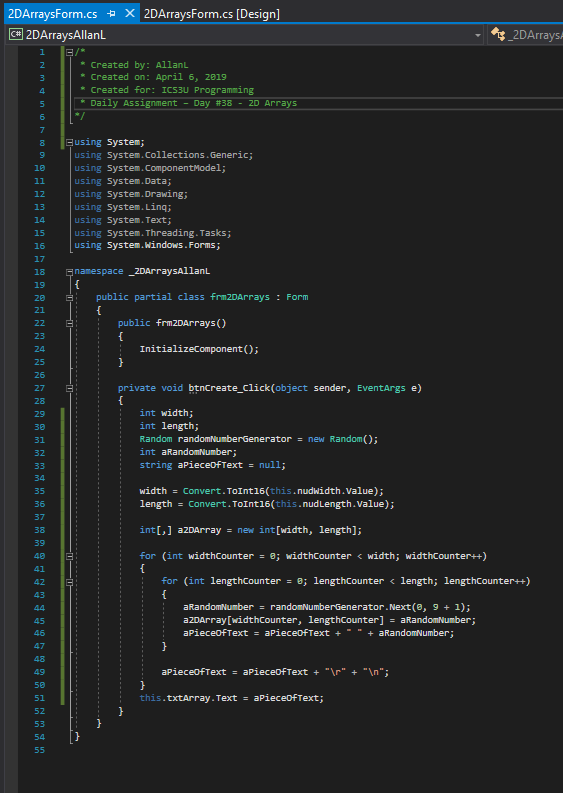 2DArraysForm.cs 2DArraysForm.cs [Design]
C# 2DArraysAllanL _2DArraysA
1 /*
2 * Created by: AllanL
3 * Created on: April 6, 2019
4 * Created for: ICS3U Programming
5 * Daily Assignment – Day #38 - 2D Arrays
6 */
7
8 using System;
9 using System.Collections.Generic;
10 using System.ComponentModel;
11 using System.Data;
12 using System.Drawing;
13 using System.Linq;
14 using System.Text;
15 using System.Threading.Tasks;
16 using System.Windows.Forms;
17
18 namespace _2DArraysAllanL
19 {
20 public partial class frm2DArrays : Form
21 {
22 public frm2DArrays()
23 {
24 InitializeComponent();
25 }
26
27 private void btnCreate_Click(object sender, EventArgs e)
28 {
29 int width;
30 int length;
31 Random randomNumberGenerator = new Random();
32 int aRandomNumber;
33 string aPieceOfText = null;
34
35 width = Convert.ToInt16(this.nudWidth.Value);
36 length = Convert.ToInt16(this.nudLength.Value);
37
38 int[,] a2DArray = new int[width, length];
39
40 for (int widthCounter = 0; widthCounter < width; widthCounter++)
41 {
42 for (int lengthCounter = 0; lengthCounter < length; lengthCounter++)
43 {
44 aRandomNumber = randomNumberGenerator.Next(0, 9 + 1);
45 a2DArray[widthCounter, lengthCounter] = aRandomNumber;
46 aPieceOfText = aPieceOfText + " " + aRandomNumber;
47 }
48
49 aPieceOfText = aPieceOfText + "\r" + "\n";
50 }
51 this.txtArray.Text = aPieceOfText;
52 }
53 }
54 }
55